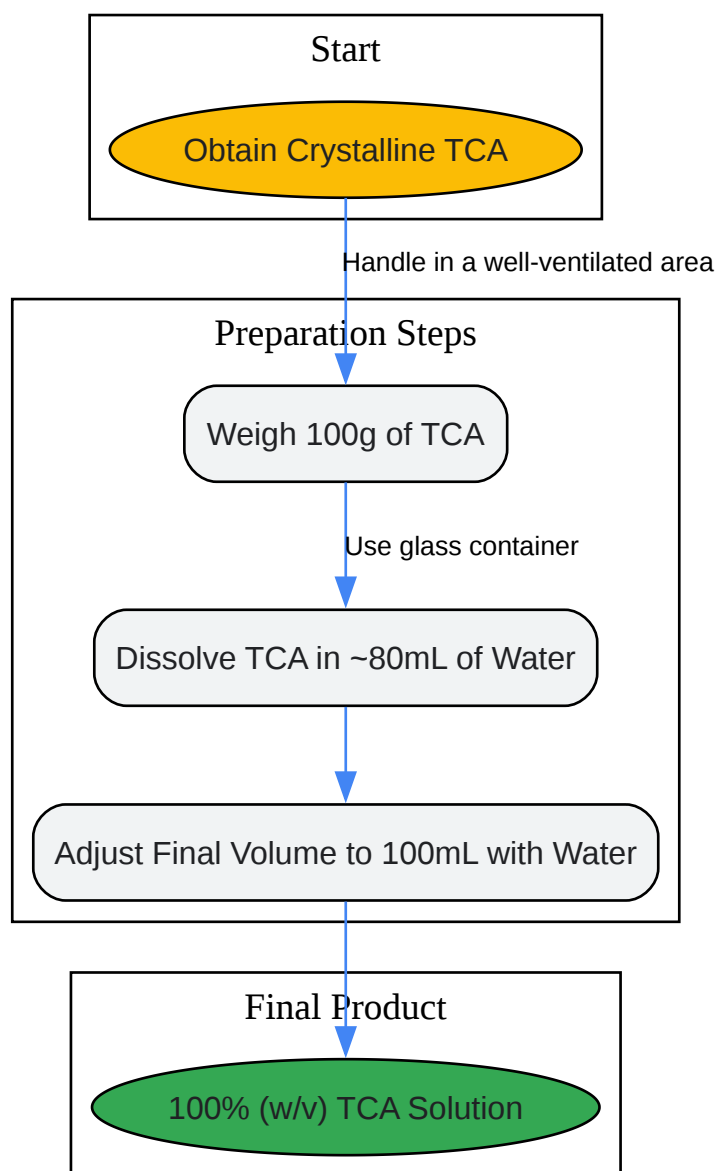 Start
Obtain Crystalline TCA
Handle in a well-ventilated area
Preparation Steps
Weigh 100g of TCA
Use glass container
Dissolve TCA in ~80mL of Water
Adjust Final Volume to 100mL with Water
Final Product
100% (w/v) TCA Solution